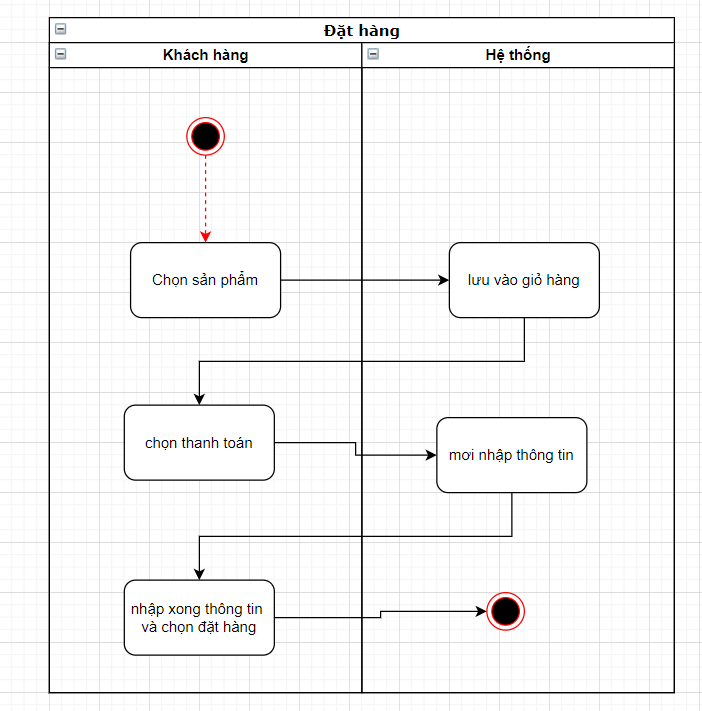 Đặt hàng
Khách hàng
Hệ thống
Chọn sản phẩm
lưu vào giỏ hàng
chọn thanh toán
mơi nhập thông tin
nhập xong thông tin
và chọn đặt hàng